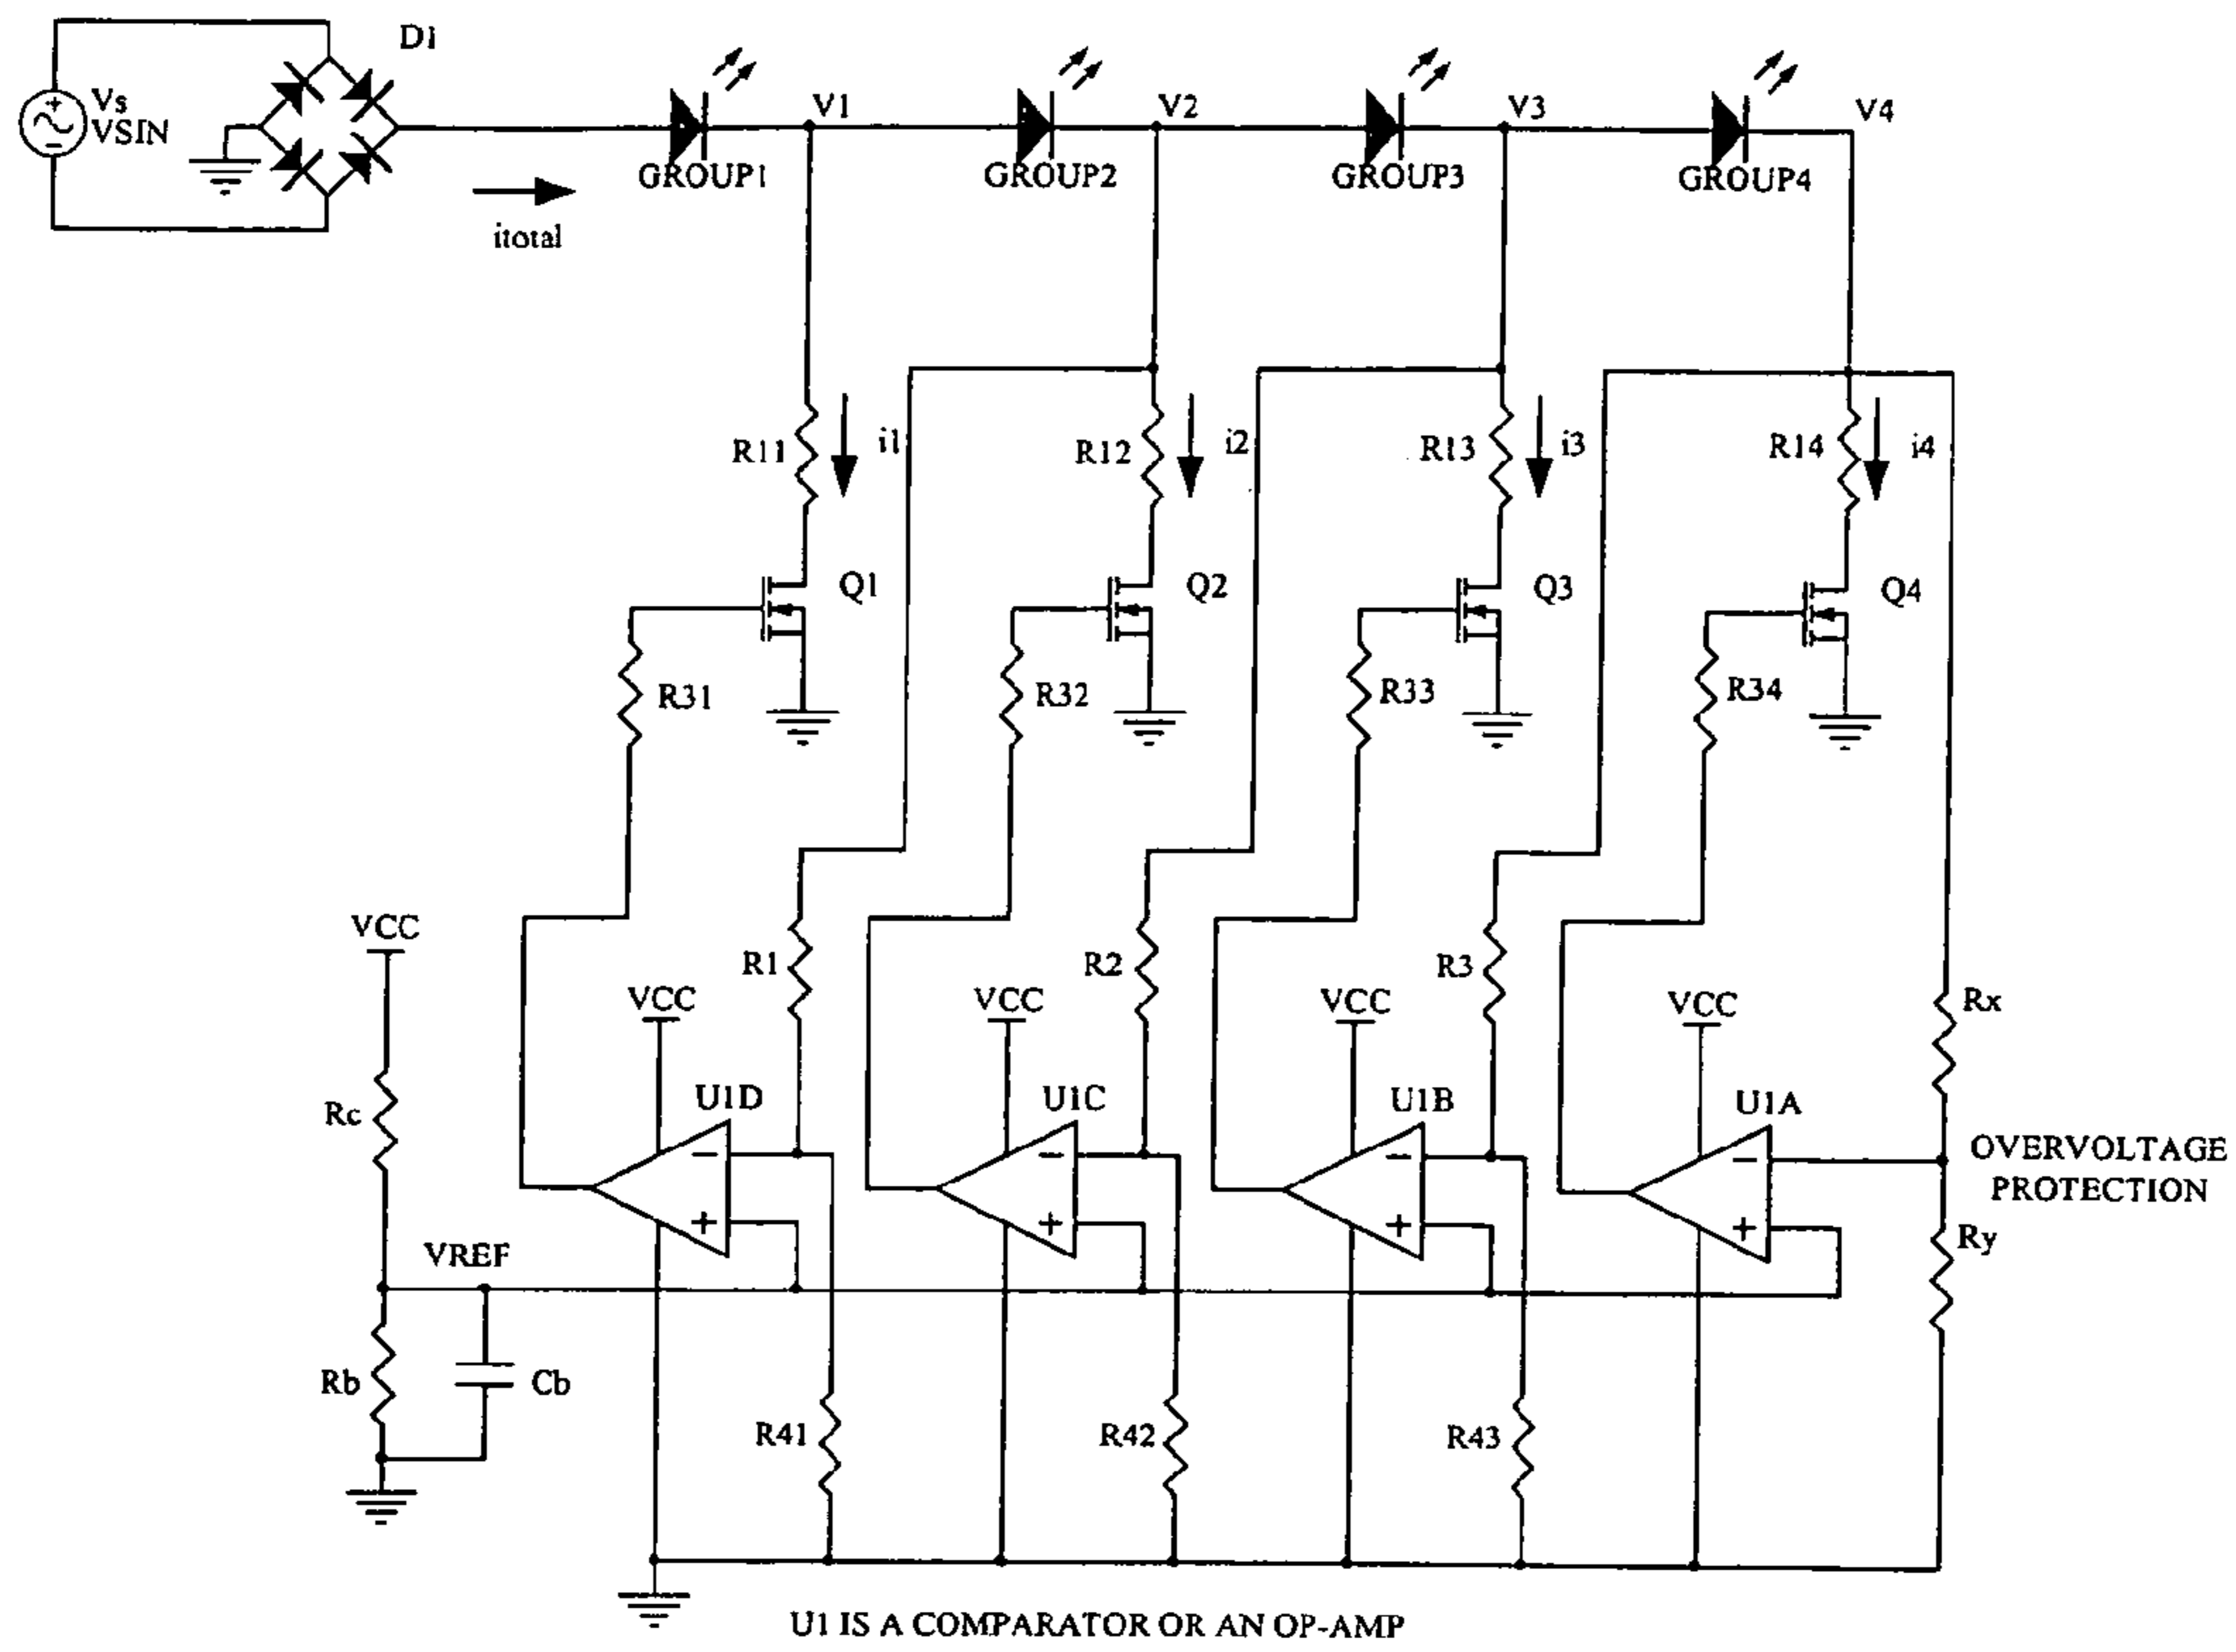 D1
Vs
VSIN
V1
V2
V3
V4
GROUP1
GROUP2
GROUP3
GROUP4
itotal
R11
i1
R12
i2
R13
i3
R14
i4
Q1
Q2
Q3
Q4
R31
R32
R33
R34
VCC
R1
R2
R3
VCC
VCC
VCC
VCC
Rx
Rc
U1D
U1C
U1B
U1A
OVERVOLTAGE
PROTECTION
−
−
−
−
+
+
+
+
Ry
VREF
Rb
Cb
R41
R42
R43
U1 IS A COMPARATOR OR AN OP-AMP